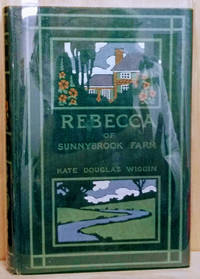 REBECCA
OF
SUNNYBROOK FARM
KATE DOUGLAS WIGGIN